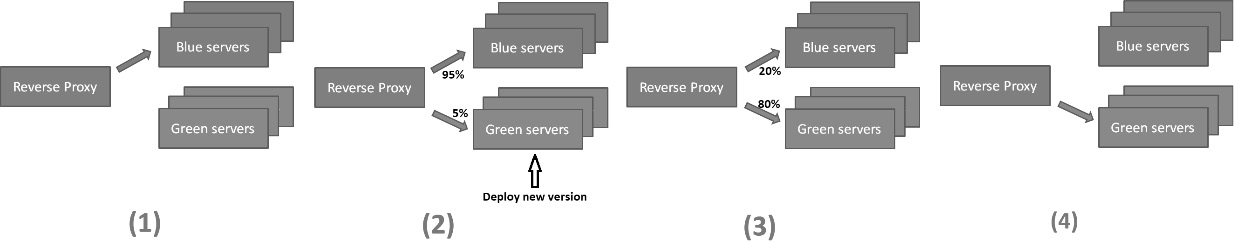 Blue servers
Reverse Proxy
Green servers
(1)
Blue servers
95%
Reverse Proxy
5%
Green servers
Deploy new version
(2)
Blue servers
20%
Reverse Proxy
80%
Green servers
(3)
Blue servers
Reverse Proxy
Green servers
(4)